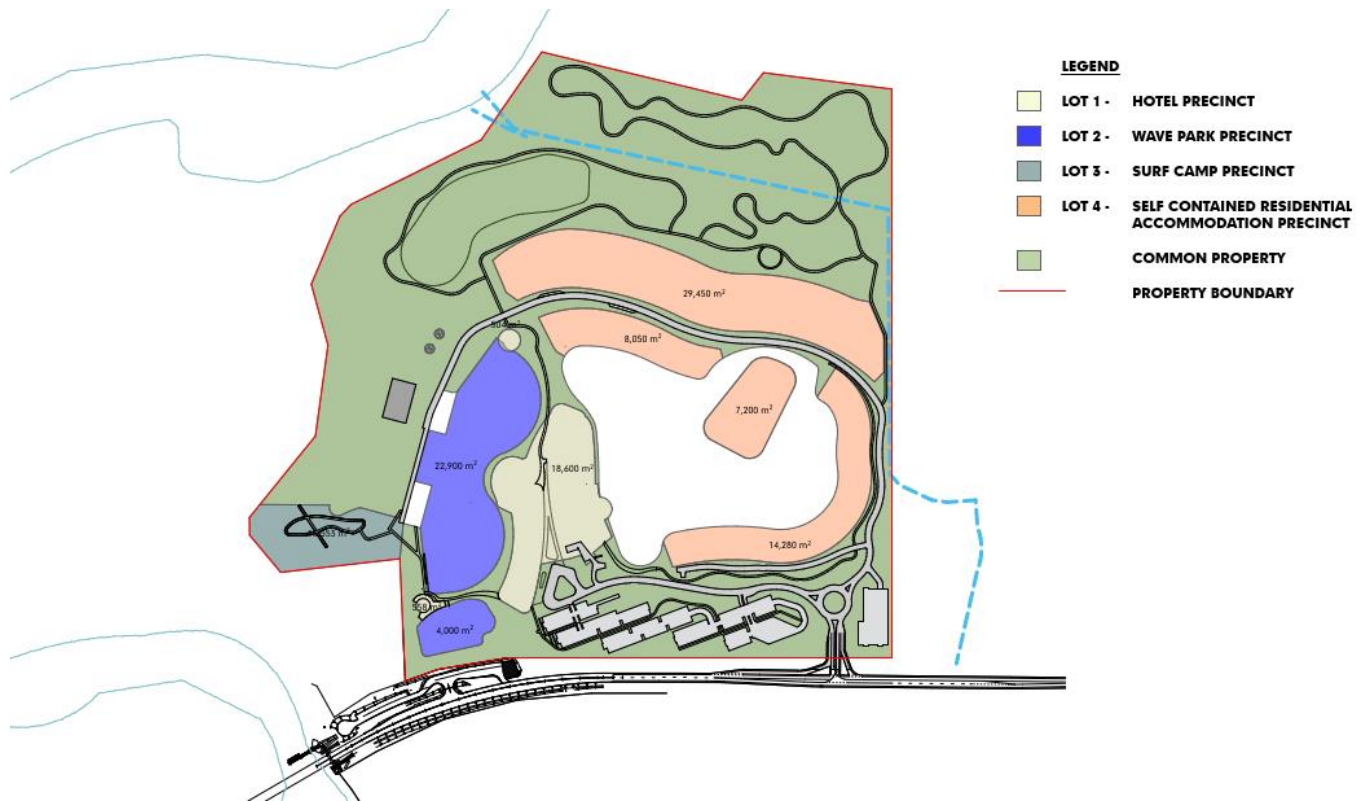 LEGEND
LOT 1 - HOTEL PRECINCT
LOT 2 - WAVE PARK PRECINCT
LOT 3 - SURF CAMP PRECINCT
LOT 4 - SELF CONTAINED RESIDENTIAL
ACCOMMODATION PRECINCT
COMMON PROPERTY
PROPERTY BOUNDARY
29,450 m²
8,050 m²
7,200 m²
22,900 m²
18,600 m²
14,280 m²
558 m²
4,000 m²